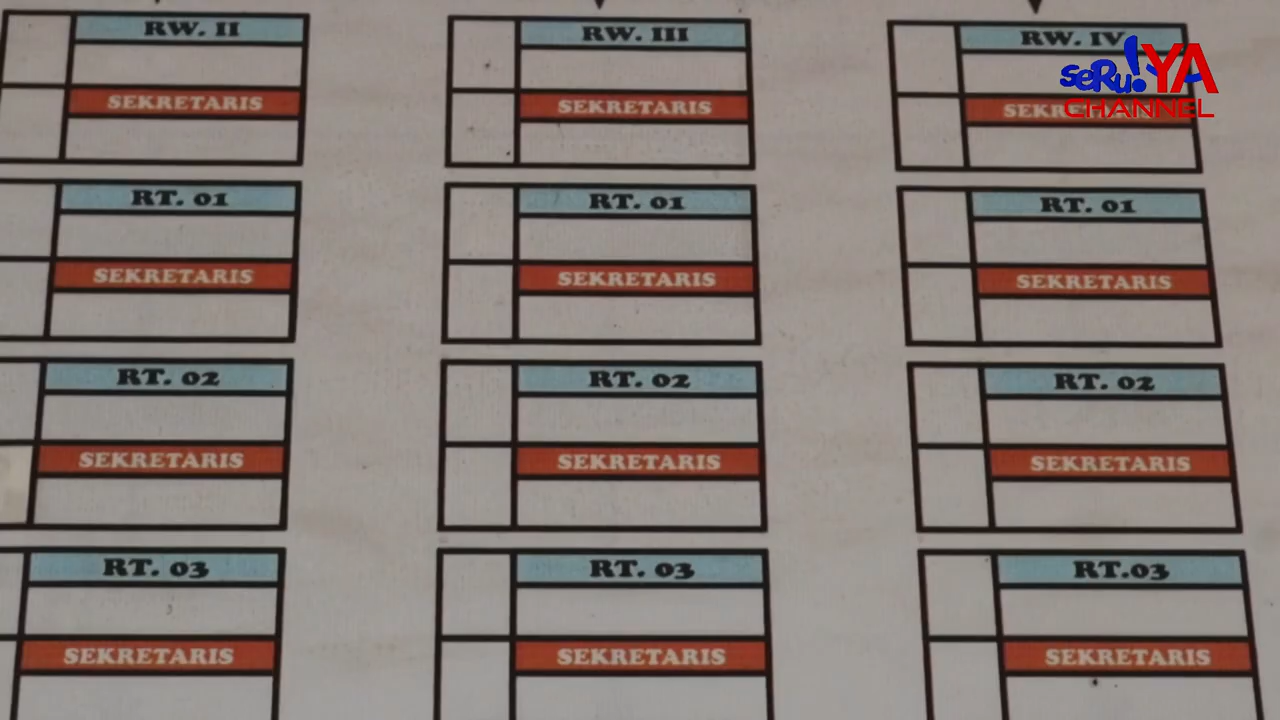 RW. II
SEKRETARIS
RT. 01
SEKRETARIS
RT. 02
SEKRETARIS
RT. 03
SEKRETARIS
RW. III
SEKRETARIS
RT. 01
SEKRETARIS
RT. 02
SEKRETARIS
RT. 03
SEKRETARIS
RW. IV
SEKRETARIS
RT. 01
SEKRETARIS
RT. 02
SEKRETARIS
RT.03
SEKRETARIS
seRu! YA
CHANNEL